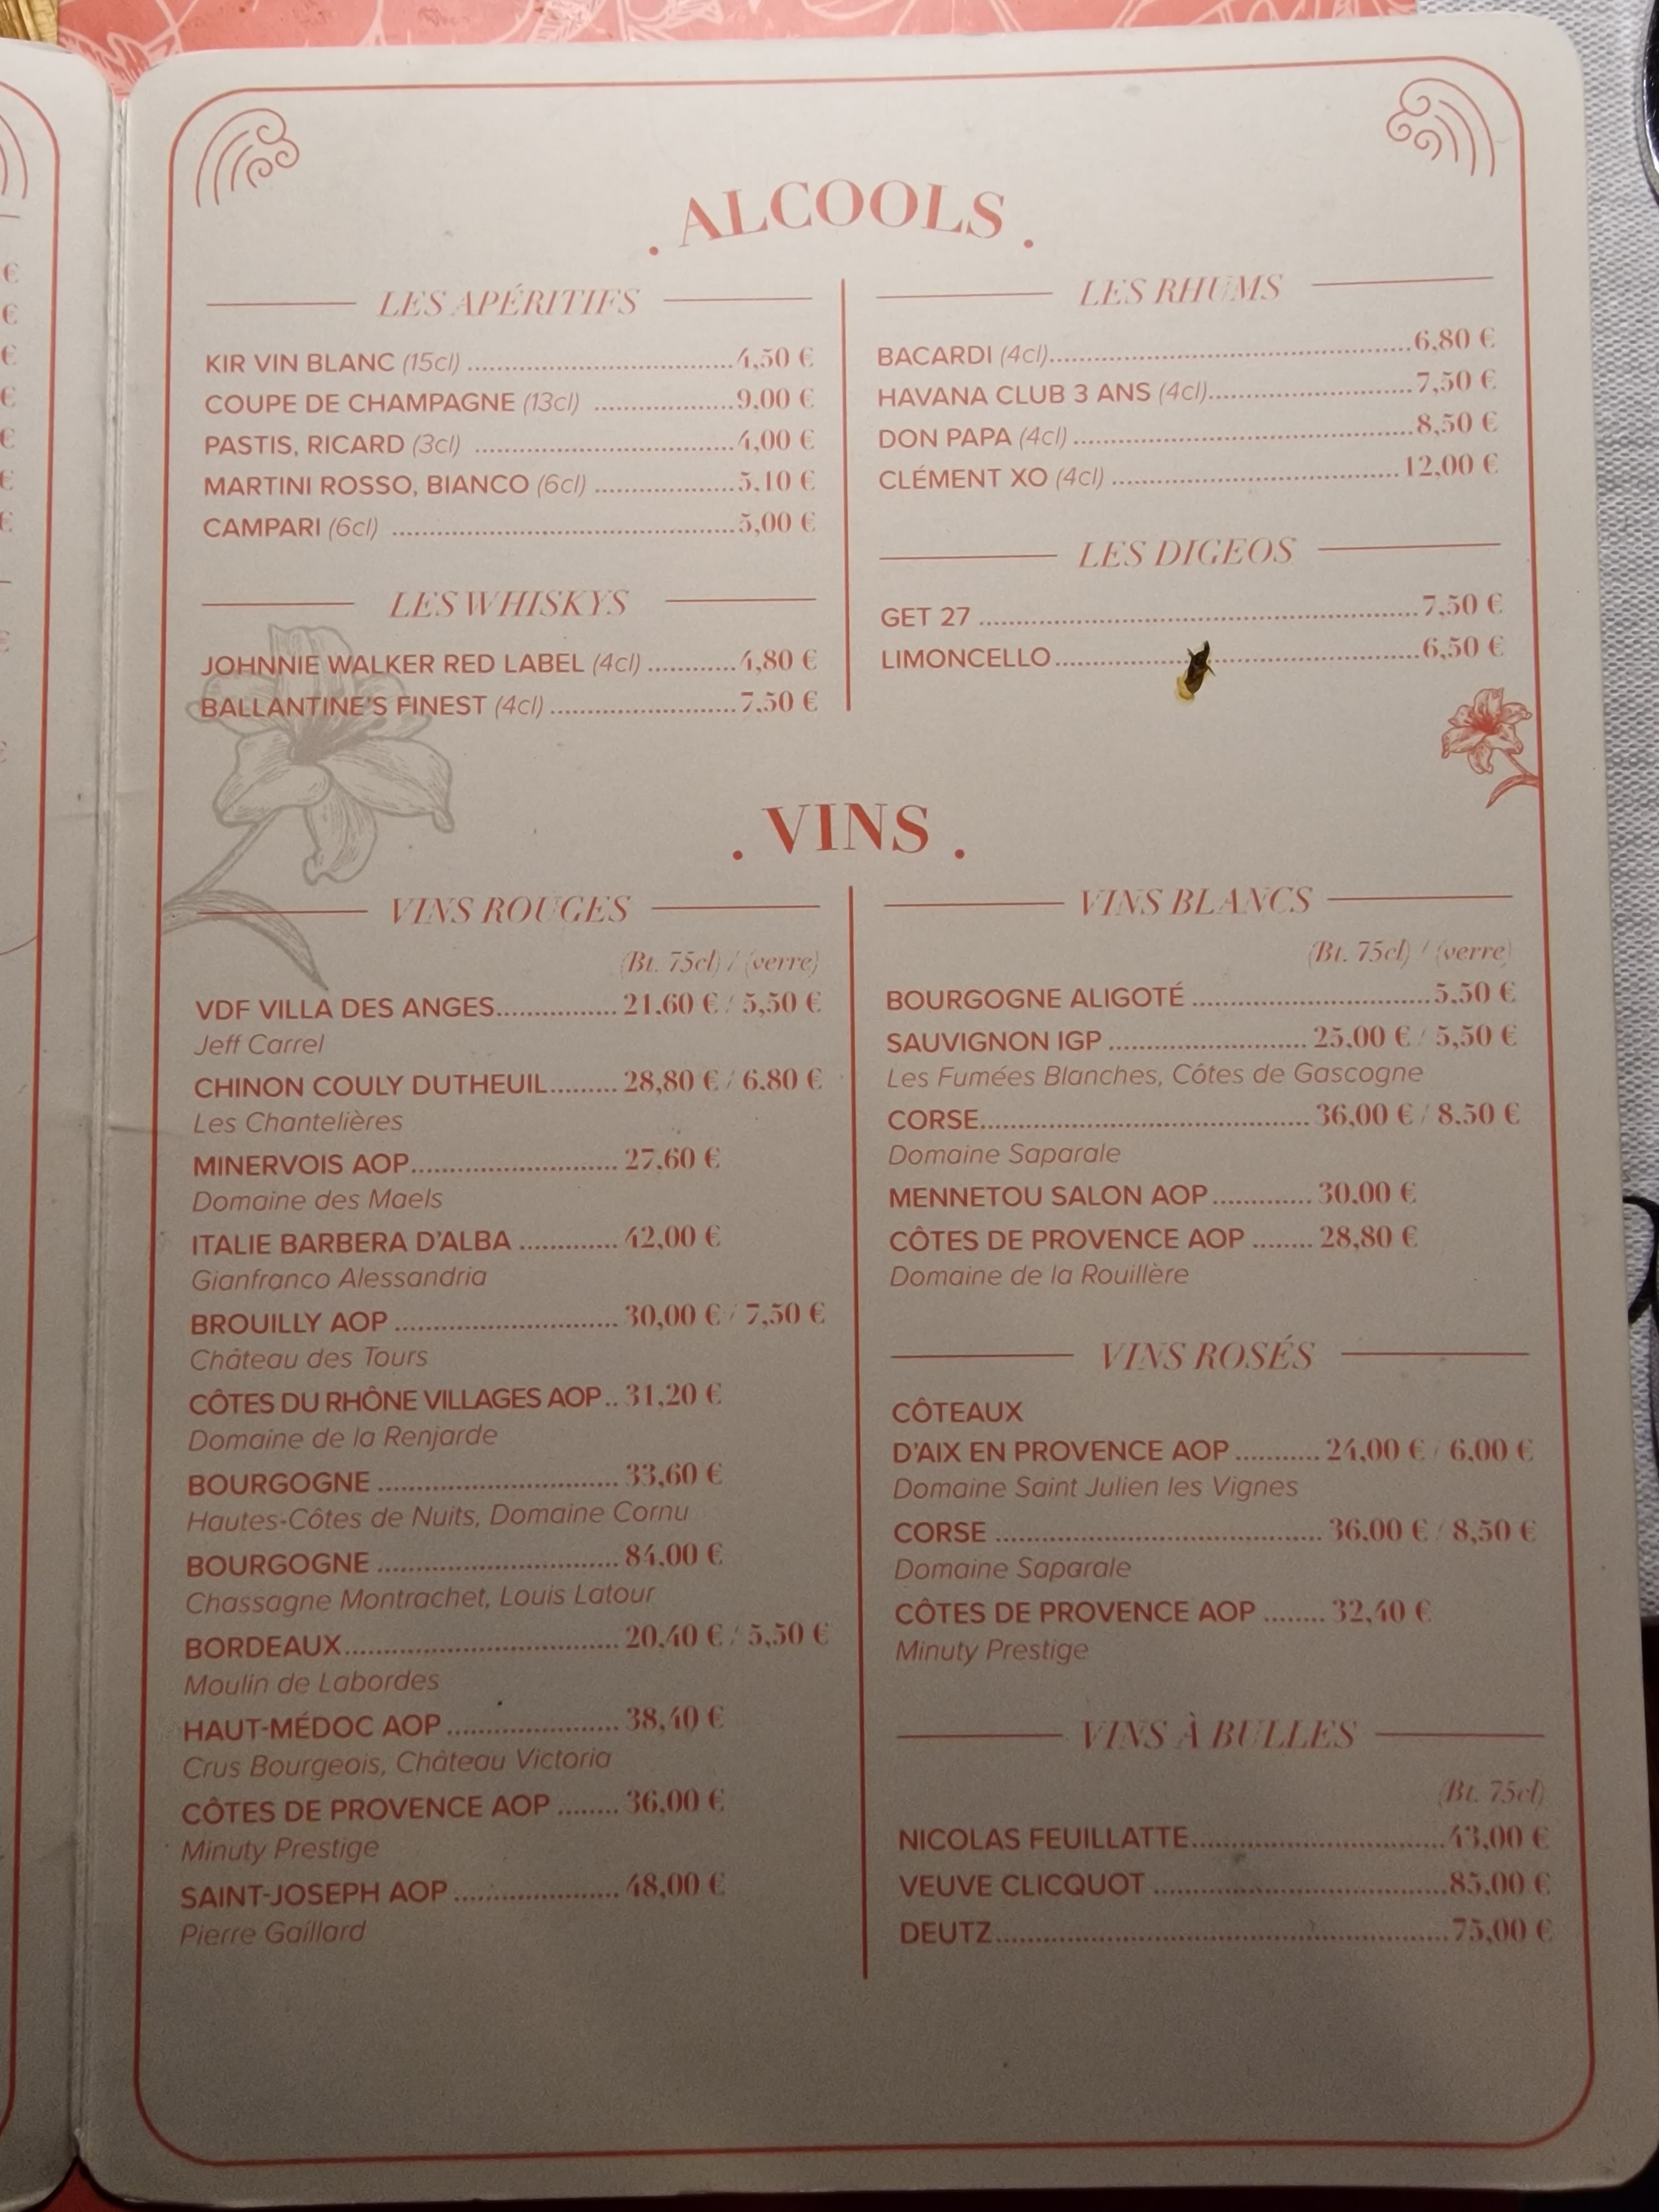 ALCOOLS
LES APÉRITIFS
KIR VIN BLANC (15cl) 4,50 €
COUPE DE CHAMPAGNE (13cl) 9,00 €
PASTIS, RICARD (3cl) 4,00 €
MARTINI ROSSO, BIANCO (6cl) 5,10 €
CAMPARI (6cl) 5,00 €
LES WHISKYS
JOHNNIE WALKER RED LABEL (4cl) 4,80 €
BALLANTINE'S FINEST (4cl) 7,50 €
LES RHUMS
BACARDI (4cl) 6,80 €
HAVANA CLUB 3 ANS (4cl) 7,50 €
DON PAPA (4cl) 8,50 €
CLÉMENT XO (4cl) 12,00 €
LES DIGEOS
GET 27 7,50 €
LIMONCELLO 6,50 €
VINS
VINS ROUGES
(Bt. 75cl) / (verre)
VDF VILLA DES ANGES 21,60 € / 5,50 €
Jeff Carrel
CHINON COULY DUTHEUIL 28,80 € / 6,80 €
Les Chantelières
MINERVOIS AOP 27,60 €
Domaine des Maels
ITALIE BARBERA D'ALBA 42,00 €
Gianfranco Alessandria
BROUILLY AOP 30,00 € / 7,50 €
Château des Tours
CÔTES DU RHÔNE VILLAGES AOP 31,20 €
Domaine de la Renjarde
BOURGOGNE 33,60 €
Hautes-Côtes de Nuits, Domaine Cornu
BOURGOGNE 84,00 €
Chassagne Montrachet, Louis Latour
BORDEAUX 20,40 € / 5,50 €
Moulin de Labordes
HAUT-MÉDOC AOP 38,40 €
Crus Bourgeois, Château Victoria
CÔTES DE PROVENCE AOP 36,00 €
Minuty Prestige
SAINT-JOSEPH AOP 48,00 €
Pierre Gaillard
VINS BLANCS
(Bt. 75cl) / (verre)
BOURGOGNE ALIGOTÉ 5,50 €
SAUVIGNON IGP 25,00 € / 5,50 €
Les Fumées Blanches, Côtes de Gascogne
CORSE 36,00 € / 8,50 €
Domaine Saparale
MENNETOU SALON AOP 30,00 €
CÔTES DE PROVENCE AOP 28,80 €
Domaine de la Rouillère
VINS ROSÉS
CÔTEAUX
D'AIX EN PROVENCE AOP 24,00 € / 6,00 €
Domaine Saint Julien les Vignes
CORSE 36,00 € / 8,50 €
Domaine Saparale
CÔTES DE PROVENCE AOP 32,40 €
Minuty Prestige
VINS À BULLES
(Bt. 75cl)
NICOLAS FEUILLATTE 43,00 €
VEUVE CLICQUOT 85,00 €
DEUTZ 75,00 €